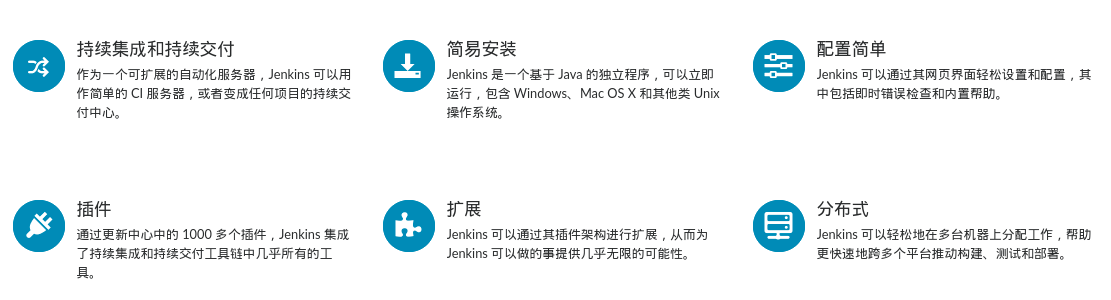 持续集成和持续交付
作为一个可扩展的自动化服务器，Jenkins 可以用
作简单的 CI 服务器，或者变成任何项目的持续交
付中心。
简易安装
Jenkins 是一个基于 Java 的独立程序，可以立即
运行，包含 Windows、Mac OS X 和其他类 Unix
操作系统。
配置简单
Jenkins 可以通过其网页界面轻松设置和配置，其
中包括即时错误检查和内置帮助。
插件
通过更新中心中的 1000 多个插件，Jenkins 集成
了持续集成和持续交付工具链中几乎所有的工
具。
扩展
Jenkins 可以通过其插件架构进行扩展，从而为
Jenkins 可以做的事提供几乎无限的可能性。
分布式
Jenkins 可以轻松地在多台机器上分配工作，帮助
更快速地跨多个平台推动构建、测试和部署。